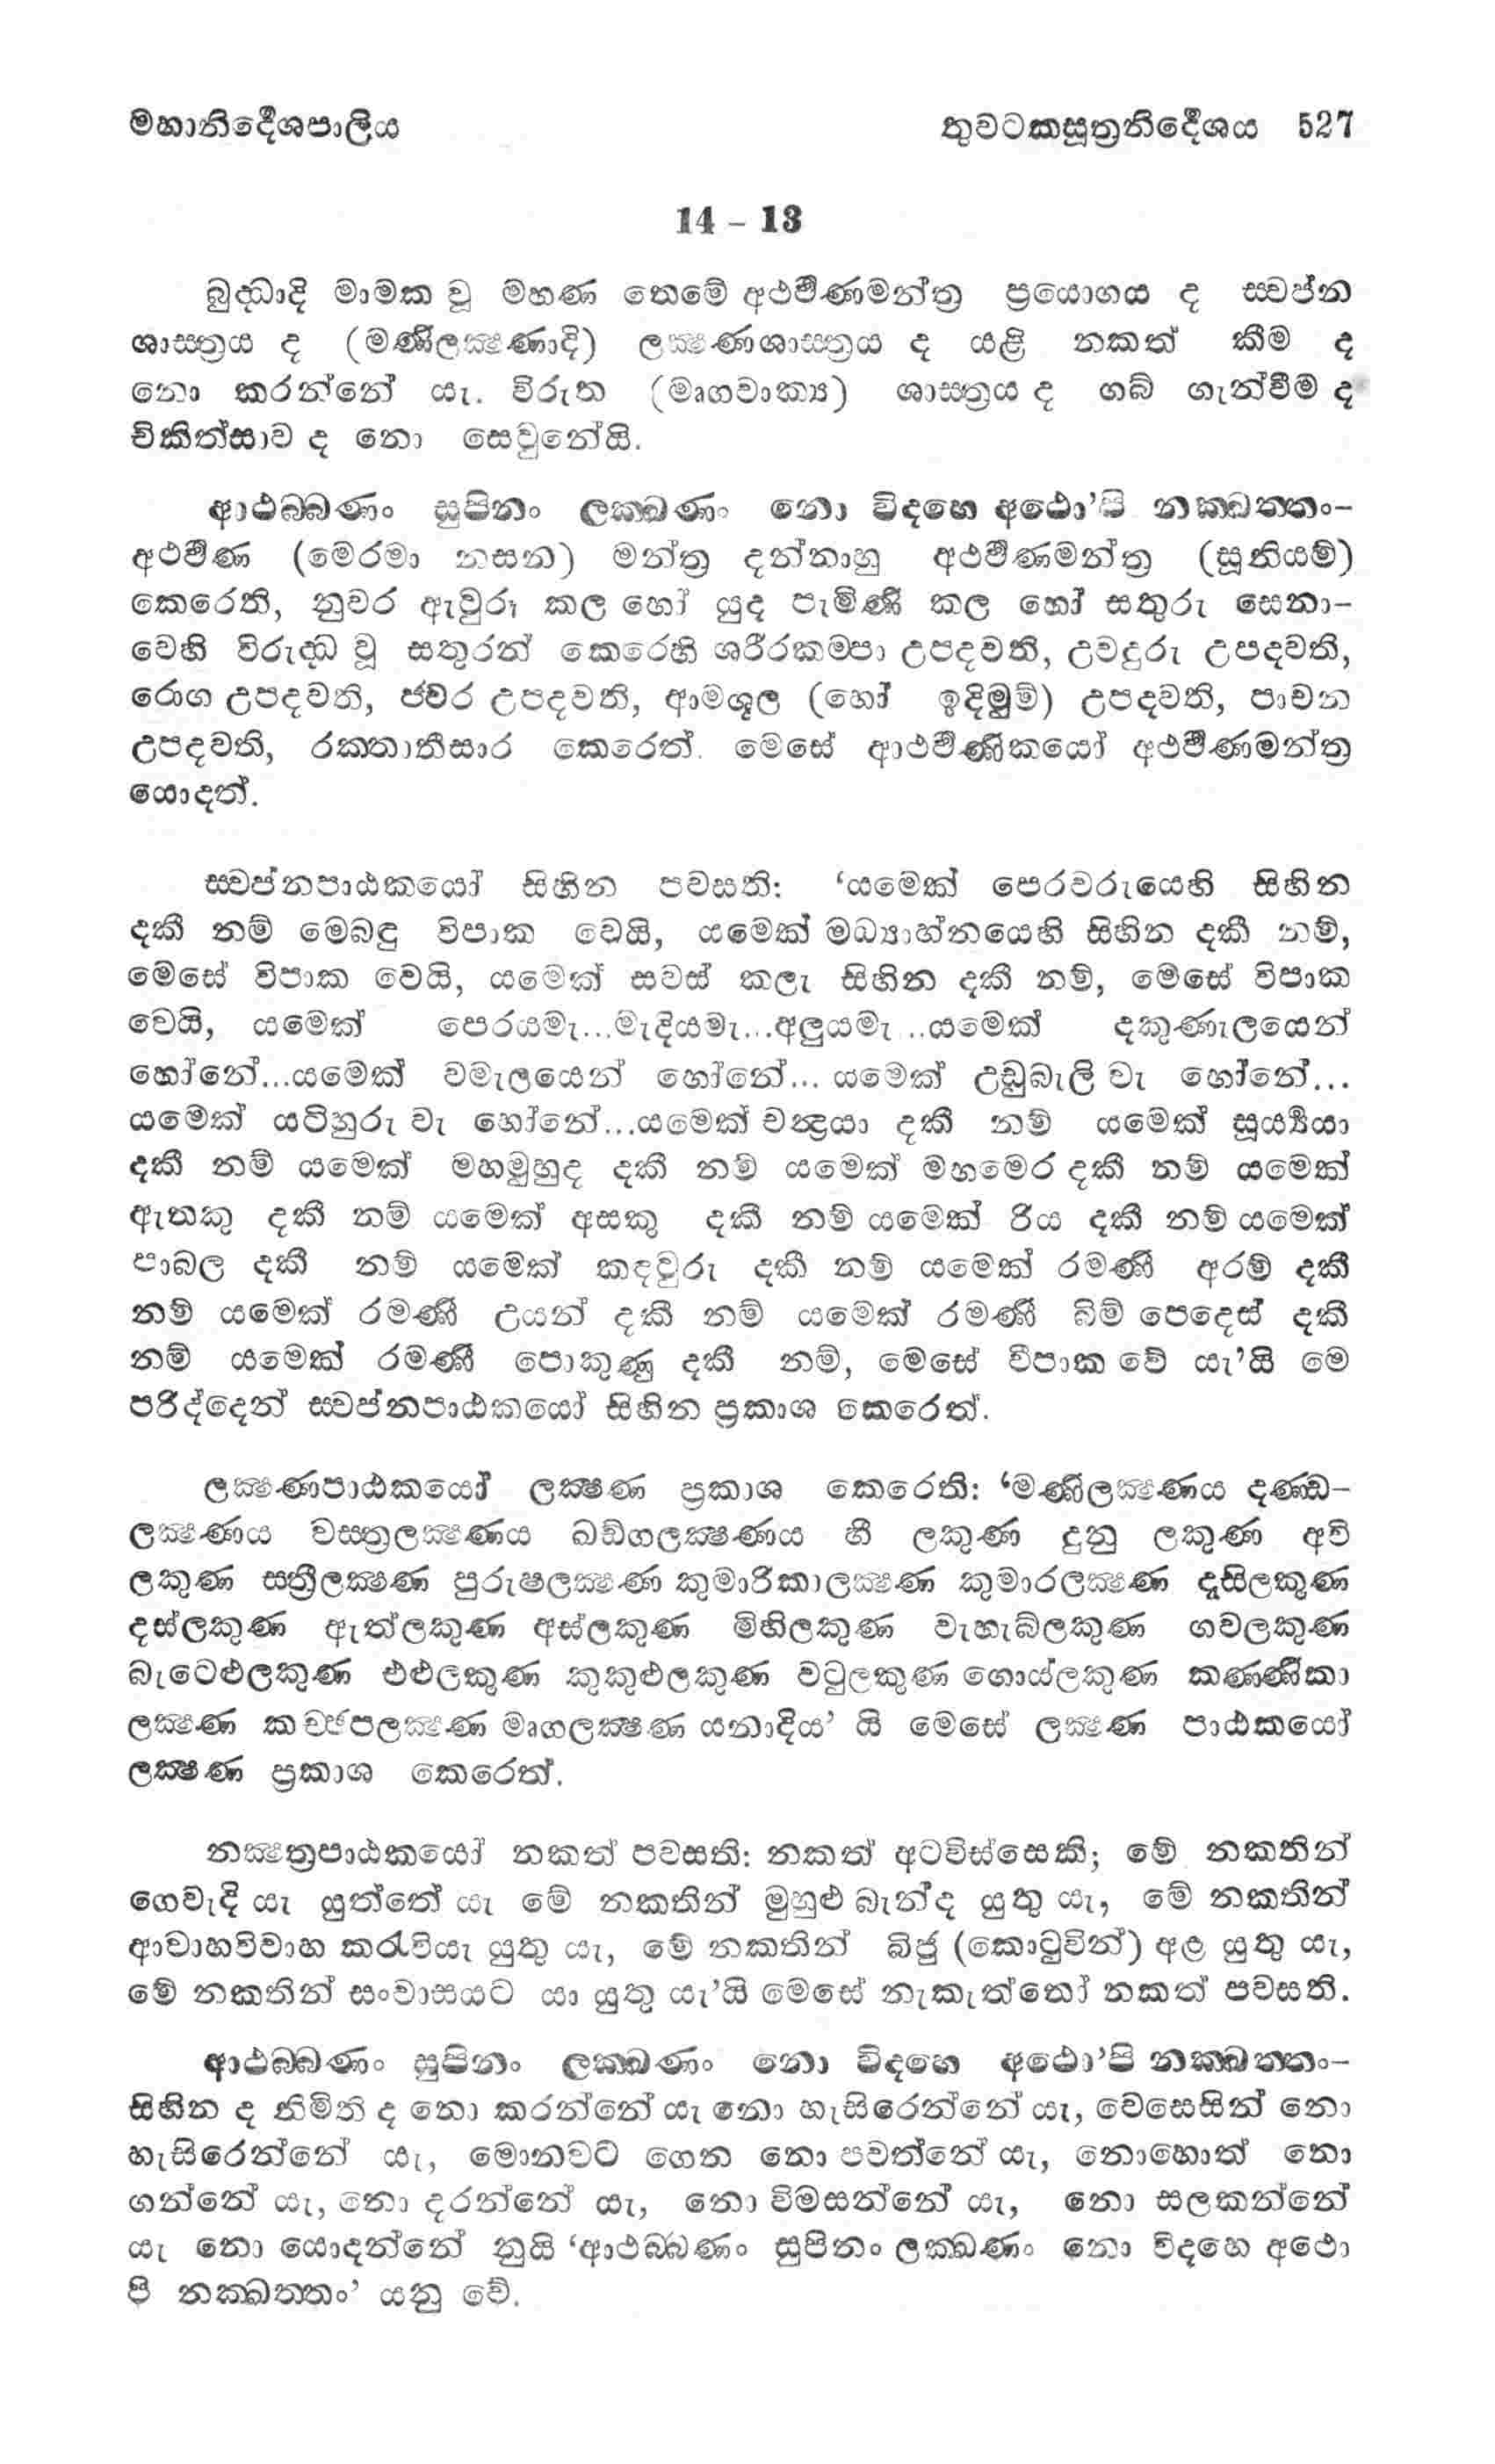 මහානිර්දේශපාලිය තුවටකසූත්‍රනිර්දේශය 527
14 – 13
බුද්ධාදි මාමක වූ මහණ තෙමේ අථර්වණමන්ත්‍ර ප්‍රයොගය ද ස්වප්න
ශාස්ත්‍රය ද (මණිලක්‍ෂණාදි) ලක්‍ෂණශාස්ත්‍රය ද යළි නකත් කීම ද
නො කරන්නේ යැ. විරුත (මෘගවාක්‍ය) ශාස්ත්‍රය ද ගබ් ගැන්වීම ද
චිකිත්සාව ද නො සෙවුනේයි.
ආථබ්බණං සුපිනං ලක්ඛණං නො විදහෙ අථො’පි නක්ඛත්තං–
අථර්වණ (මෙරමා නසන) මන්ත්‍ර දන්නාහු අථර්වණමන්ත්‍ර (සූනියම්)
කෙරෙති, නුවර ඇවුරූ කල හෝ යුද පැමිණි කල හෝ සතුරු සෙනා–
වෙහි විරුද්ධ වූ සතුරන් කෙරෙහි ශරීරකම්පා උපදවති, උවදුරු උපදවති,
රොග උපදවති, ජ්වර උපදවති, ආමශූල (හෝ ඉදිමුම්) උපදවති, පාචන
උපදවති, රක්තාතීසාර කෙරෙත්. මෙසේ ආථර්වණිකයෝ අථර්වණමන්ත්‍ර
යොදත්.
ස්වප්නපාඨකයෝ සිහින පවසති: ‘යමෙක් පෙරවරුයෙහි සිහින
දකී නම් මෙබඳු විපාක වෙයි, යමෙක් මධ්‍යාහ්නයෙහි සිහින දකී නම්,
මෙසේ විපාක වෙයි, යමෙක් සවස් කලැ සිහින දකී නම්, මෙසේ විපාක
වෙයි, යමෙක් පෙරයමැ...මැදියමැ...අලුයමැ...යමෙක් දකුණැලයෙන්
හෝනේ...යමෙක් වමැලයෙන් හෝනේ... යමෙක් උඩුබැලි වැ හෝනේ...
යමෙක් යටිහුරු වැ හෝනේ...යමෙක් චන්‍ද්‍රයා දකී නම් යමෙක් සූර්‍ය්‍යයා
දකී නම් යමෙක් මහමුහුද දකී නම් යමෙක් මහමෙර දකී නම් යමෙක්
ඇතකු දකී නම් යමෙක් අසකු දකී නම් යමෙක් රිය දකී නම් යමෙක්
පාබල දකී නම් යමෙක් කඳවුරු දකී නම් යමෙක් රමණී අරම් දකී
නම් යමෙක් රමණී උයන් දකී නම් යමෙක් රමණී බිම් පෙදෙස් දකී
නම් යමෙක් රමණී පොකුණු දකී නම්, මෙසේ විපාක වේ යැ’යි මෙ
පරිද්දෙන් ස්වප්නපාඨකයෝ සිහින ප්‍රකාශ කෙරෙත්.
ලක්‍ෂණපාඨකයෝ ලක්‍ෂණ ප්‍රකාශ කෙරෙති: ‘මණිලක්‍ෂණය දණ්ඩ–
ලක්‍ෂණය වස්ත්‍රලක්‍ෂණය ඛඩ්ගලක්‍ෂණය හී ලකුණ දුනු ලකුණ අවි
ලකුණ ස්ත්‍රීලක්‍ෂණ පුරුෂලක්‍ෂණ කුමාරිකාලක්‍ෂණ කුමාරලක්‍ෂණ දැසිලකුණ
දස්ලකුණ ඇත්ලකුණ අස්ලකුණ මිහිලකුණ වැහැබ්ලකුණ ගවලකුණ
බැටෙළුලකුණ එළුලකුණ කුකුළුලකුණ වටුලකුණ ගොය්ලකුණ කණ්ණිකා
ලක්‍ෂණ කච්ඡපලක්‍ෂණ මෘගලක්‍ෂණ යනාදිය’ යි මෙසේ ලක්‍ෂණ පාඨකයෝ
ලක්‍ෂණ ප්‍රකාශ කෙරෙත්.
නක්‍ෂත්‍රපාඨකයෝ නකත් පවසති: නකත් අටවිස්සෙකි; මේ නකතින්
ගෙවැදි යැ යුත්තේ යැ මේ නකතින් මුහුළු බැන්ද යුතු යැ, මේ නකතින්
ආවාහවිවාහ කරැවියැ යුතු යැ, මේ නකතින් බිජු (කොටුවින්) අළ යුතු යැ,
මේ නකතින් සංවාසයට යා යුතු යැ’යි මෙසේ නැකැත්තෝ නකත් පවසති.
ආථබ්බණං සුපිනං ලක්ඛණං නො විදහෙ අථො’පි නක්ඛත්තං–
සිහින ද නිමිති ද නො කරන්නේ යැ නො හැසිරෙන්නේ යැ, වෙසෙසින් නො
හැසිරෙන්නේ යැ, මොනවට ගෙන නො පවත්නේ යැ, නොහොත් නො
ගන්නේ යැ, නො දරන්නේ යැ, නො විමසන්නේ යැ, නො සලකන්නේ
යැ නො යොදන්නේ නුයි ‘ආථබ්බණං සුපිනං ලක්ඛණං නො විදහෙ අථො
පි නක්ඛත්තං’ යනු වේ.